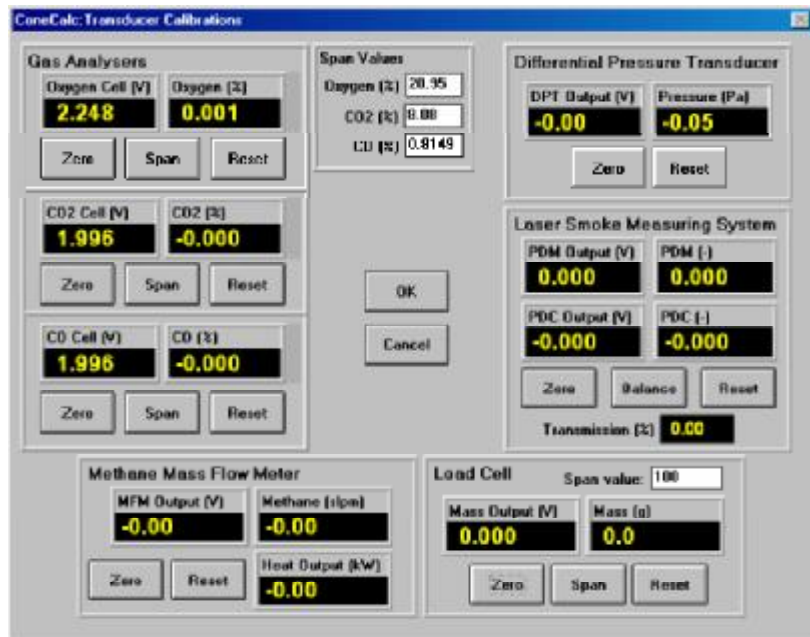 ConeCalc: Transducer Calibrations
Gas Analysers
Oxygen Cell (V) Oxygen (%)
2.248 0.001
Zero Span Reset
CO2 Cell (V) CO2 (%)
1.996 -0.000
Zero Span Reset
CO Cell (V) CO (%)
1.996 -0.000
Zero Span Reset
Span Values
Oxygen (%) 20.95
CO2 (%)
CO (%) 0.8149
OK
Cancel
Differential Pressure Transducer
DPT Output (V) Pressure (Pa)
-0.00 -0.05
Zero Reset
Laser Smoke Measuring System
PDM Output (V) PDM (-)
0.000 0.000
PDC Output (V) PDC (-)
-0.000 -0.000
Zero Balance Reset
Transmission (%) 0.00
Methane Mass Flow Meter
MFM Output (V) Methane (slpm)
-0.00 -0.00
Heat Output (kW)
Zero Reset -0.00
Load Cell Span value: 100
Mass Output (V) Mass (g)
0.000 0.0
Zero Span Reset